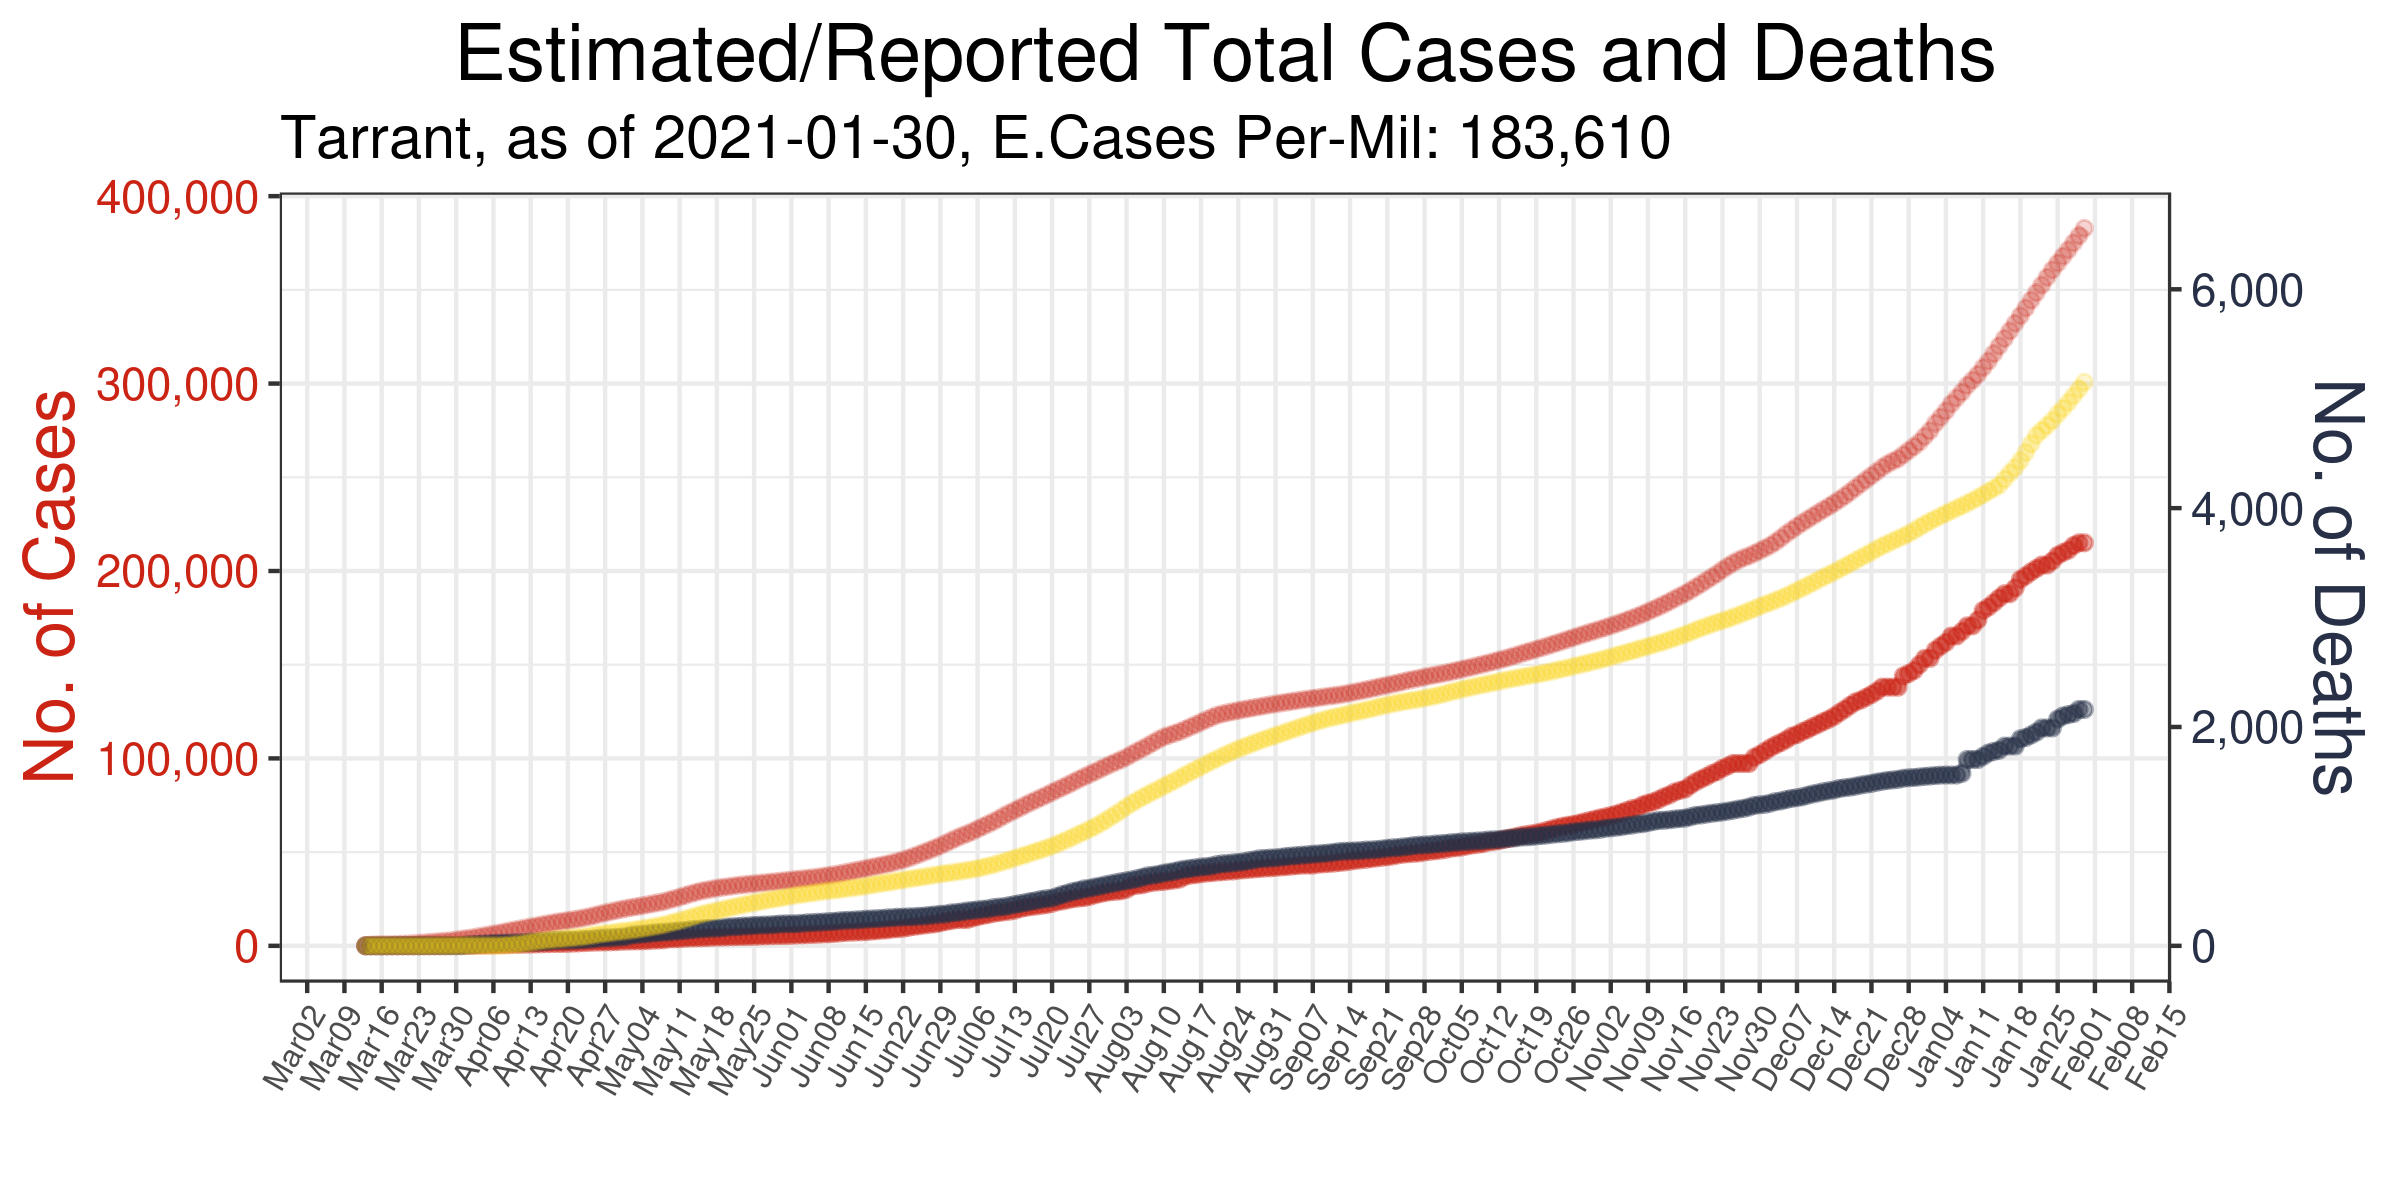 Estimated/Reported Total Cases and Deaths
Tarrant, as of 2021-01-30, E.Cases Per-Mil: 183,610
No. of Cases
400,000
300,000
200,000
100,000
0
6,000
4,000
2,000
0
No. of Deaths
Mar02
Mar09
Mar16
Mar23
Mar30
Apr06
Apr13
Apr20
Apr27
May04
May11
May18
May25
Jun01
Jun08
Jun15
Jun22
Jun29
Jul06
Jul13
Jul20
Jul27
Aug03
Aug10
Aug17
Aug24
Aug31
Sep07
Sep14
Sep21
Sep28
Oct05
Oct12
Oct19
Oct26
Nov02
Nov09
Nov16
Nov23
Nov30
Dec07
Dec14
Dec21
Dec28
Jan04
Jan11
Jan18
Jan25
Feb01
Feb08
Feb15